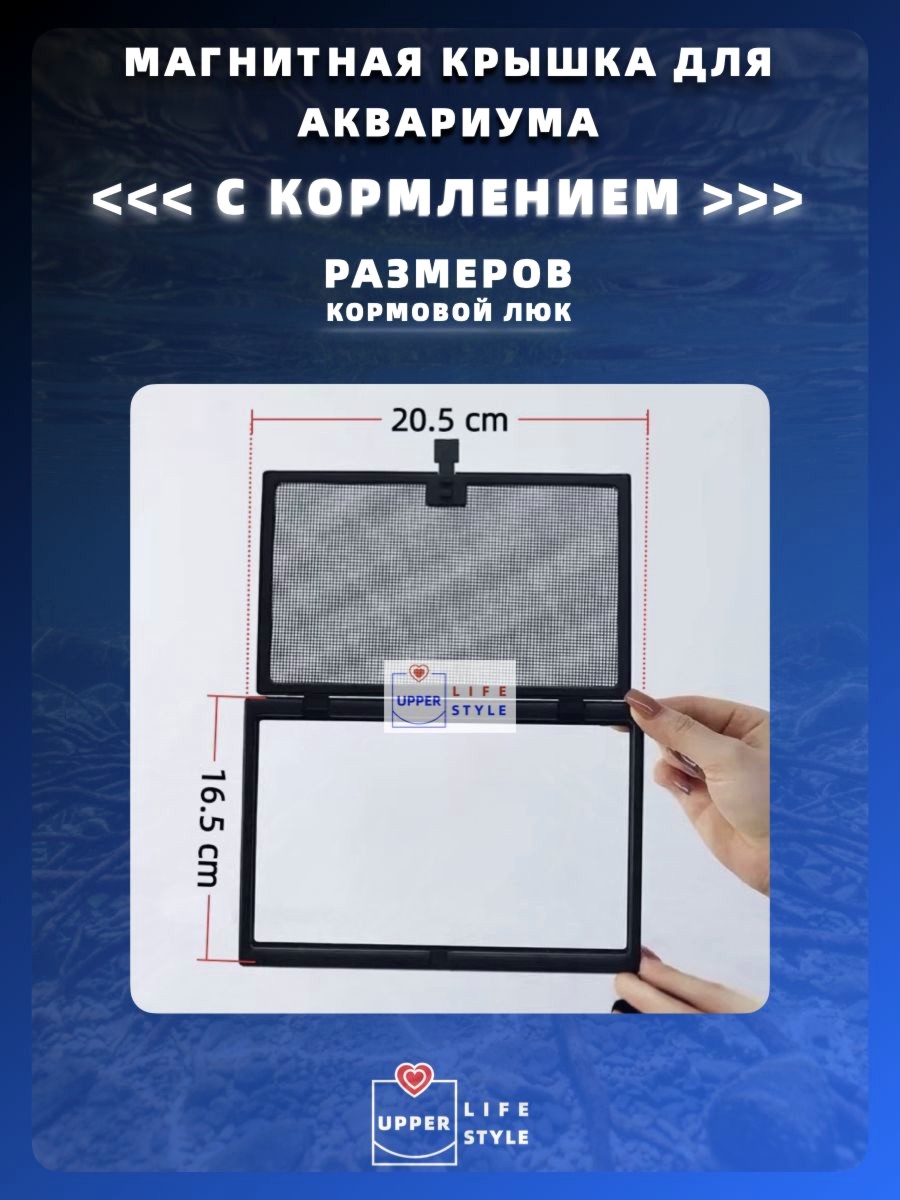 МАГНИТНАЯ КРЫШКА ДЛЯ
АКВАРИУМА
<<< С КОРМЛЕНИЕМ >>>
РАЗМЕРОВ
КОРМОВОЙ ЛЮК
20.5 cm
UPPER LIFE
STYLE
16.5 cm
UPPER LIFE
STYLE